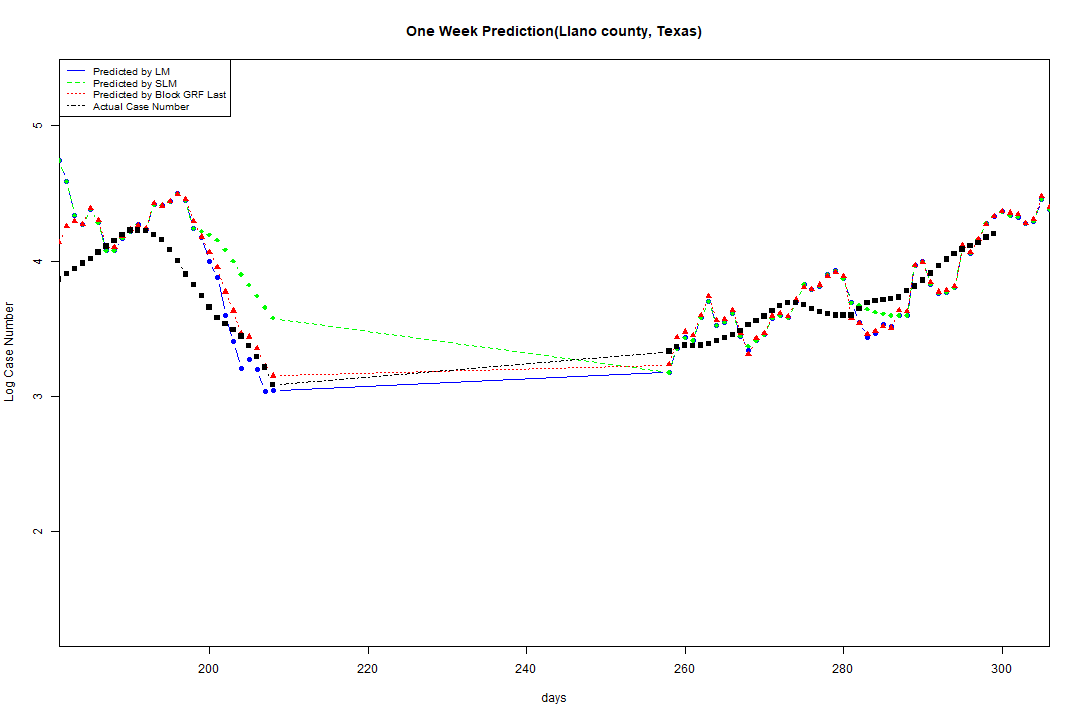 One Week Prediction(Llano county, Texas)
Predicted by LM
Predicted by SLM
Predicted by Block GRF Last
Actual Case Number
5
4
3
2
Log Case Number
200 220 240 260 280 300
days